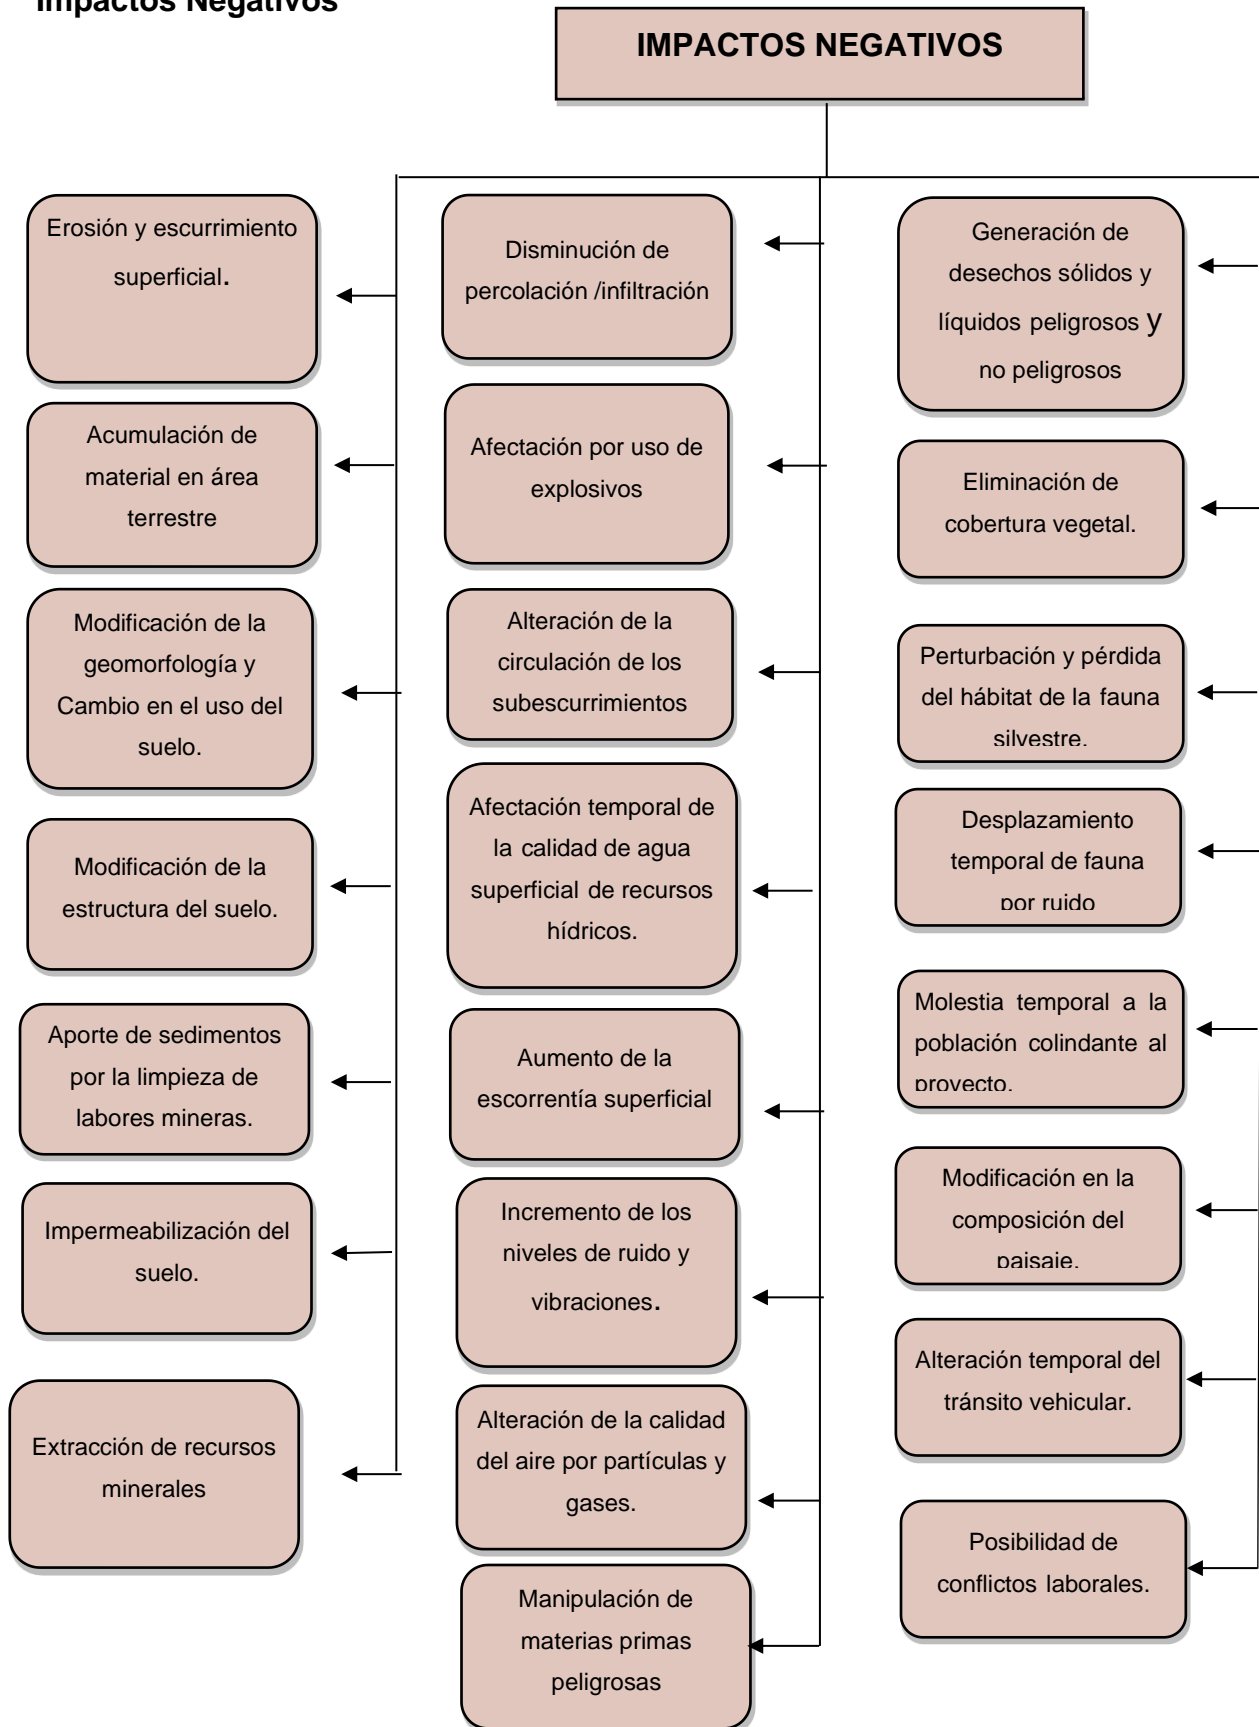 Impactos Negativos
IMPACTOS NEGATIVOS
Erosión y escurrimiento
superficial.
Acumulación de
material en área
terrestre
Modificación de la
geomorfología y
Cambio en el uso del
suelo.
Modificación de la
estructura del suelo.
Aporte de sedimentos
por la limpieza de
labores mineras.
Impermeabilización del
suelo.
Extracción de recursos
minerales
Disminución de
percolación /infiltración
Afectación por uso de
explosivos
Alteración de la
circulación de los
subescurrimientos
Afectación temporal de
la calidad de agua
superficial de recursos
hídricos.
Aumento de la
escorrentía superficial
Incremento de los
niveles de ruido y
vibraciones.
Alteración de la calidad
del aire por partículas y
gases.
Manipulación de
materias primas
peligrosas
Generación de
desechos sólidos y
líquidos peligrosos y
no peligrosos
Eliminación de
cobertura vegetal.
Perturbación y pérdida
del hábitat de la fauna
silvestre.
Desplazamiento
temporal de fauna
por ruido
Molestia temporal a la
población colindante al
proyecto.
Modificación en la
composición del
paisaje.
Alteración temporal del
tránsito vehicular.
Posibilidad de
conflictos laborales.